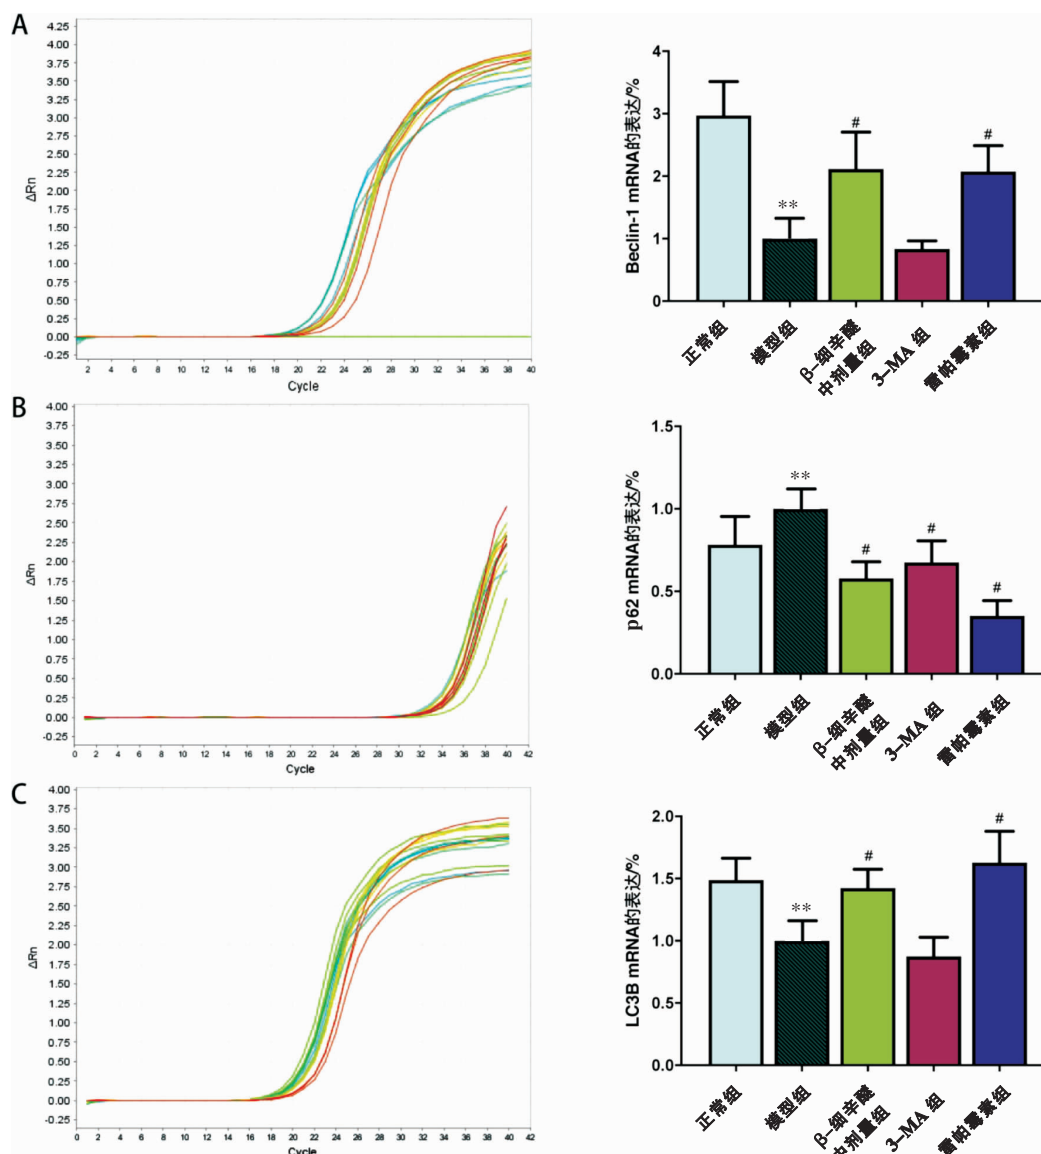 A
4.25
4.00
3.75
3.50
3.25
3.00
2.75
2.50
2.25
2.00
1.75
1.50
1.25
1.00
0.75
0.50
0.25
0.00
-0.25
ΔRn
2 4 6 8 10 12 14 16 18 20 22 24 26 28 30 32 34 36 38 40
Cycle
Beclin-1 mRNA的表达/%
4
3
2
1
0
**
#
#
正常组
模型组
β-细辛醚
中剂量组
3-MA 组
雷帕霉素组
B
4.00
3.75
3.50
3.25
3.00
2.75
2.50
2.25
2.00
1.75
1.50
1.25
1.00
0.75
0.50
0.25
0.00
-0.25
ΔRn
0 2 4 6 8 10 12 14 16 18 20 22 24 26 28 30 32 34 36 38 40 42
Cycle
p62 mRNA的表达/%
1.5
1.0
0.5
0.0
**
#
#
#
正常组
模型组
β-细辛醚
中剂量组
3-MA 组
雷帕霉素组
C
4.00
3.75
3.50
3.25
3.00
2.75
2.50
2.25
2.00
1.75
1.50
1.25
1.00
0.75
0.50
0.25
0.00
-0.25
ΔRn
0 2 4 6 8 10 12 14 16 18 20 22 24 26 28 30 32 34 36 38 40 42
Cycle
LC3B mRNA的表达/%
2.0
1.5
1.0
0.5
0.0
**
#
#
正常组
模型组
β-细辛醚
中剂量组
3-MA 组
雷帕霉素组